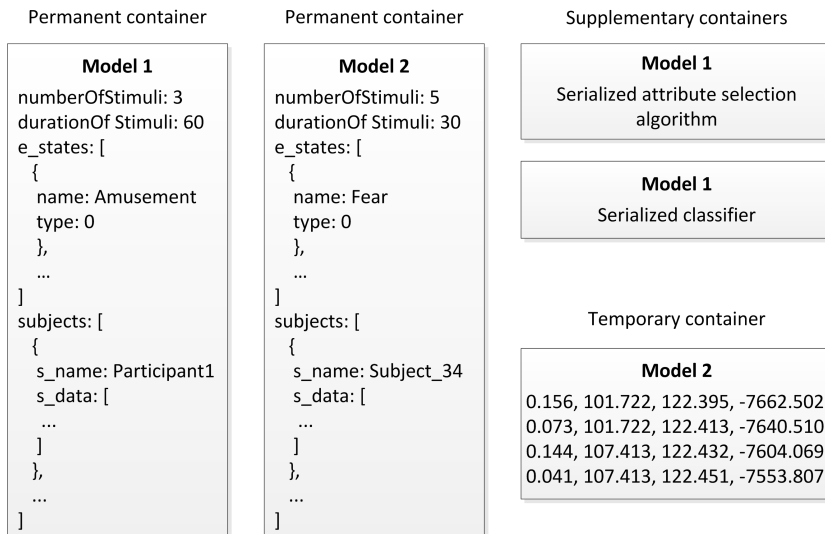 Permanent container
Model 1
numberOfStimuli: 3
durationOf Stimuli: 60
e_states: [
{
name: Amusement
type: 0
},
...
]
subjects: [
{
s_name: Participant1
s_data: [
...
]
},
...
]
Permanent container
Model 2
numberOfStimuli: 5
durationOf Stimuli: 30
e_states: [
{
name: Fear
type: 0
},
...
]
subjects: [
{
s_name: Subject_34
s_data: [
...
]
},
...
]
Supplementary containers
Model 1
Serialized attribute selection
algorithm
Model 1
Serialized classifier
Temporary container
Model 2
0.156, 101.722, 122.395, -7662.502
0.073, 101.722, 122.413, -7640.510
0.144, 107.413, 122.432, -7604.069
0.041, 107.413, 122.451, -7553.807